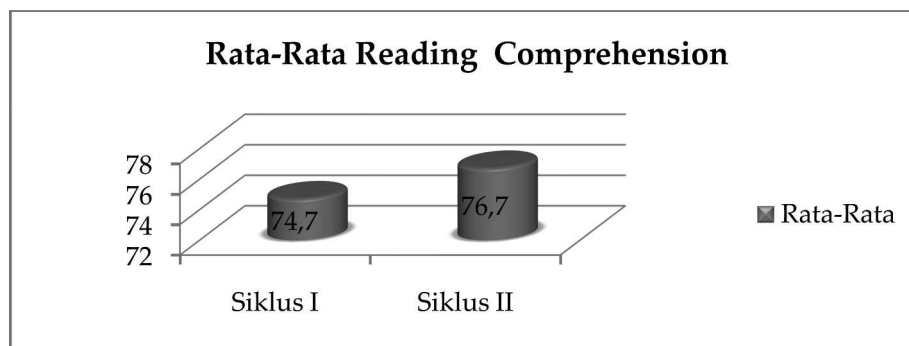 Rata-Rata Reading Comprehension
78
76
74
72
74,7
76,7
Siklus I
Siklus II
Rata-Rata